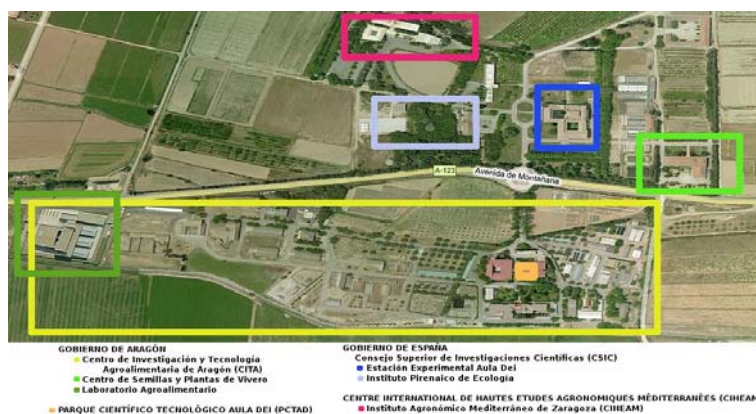 A-123
Avenida de Montañana
GOBIERNO DE ARAGÓN
Centro de Investigación y Tecnología
Agroalimentaria de Aragón (CITA)
Centro de Semillas y Plantas de Vivero
Laboratorio Agroalimentario
PARQUE CIENTÍFICO TECNOLÓGICO AULA DEI (PCTAD)
GOBIERNO DE ESPAÑA
Consejo Superior de Investigaciones Científicas (CSIC)
Estación Experimental Aula Dei
Instituto Pirenaico de Ecología
CENTRE INTERNATIONAL DE HAUTES ETUDES AGRONOMIQUES MÉDITERRANÉES (CIHEAM)
Instituto Agronómico Mediterráneo de Zaragoza (CIHEAM)